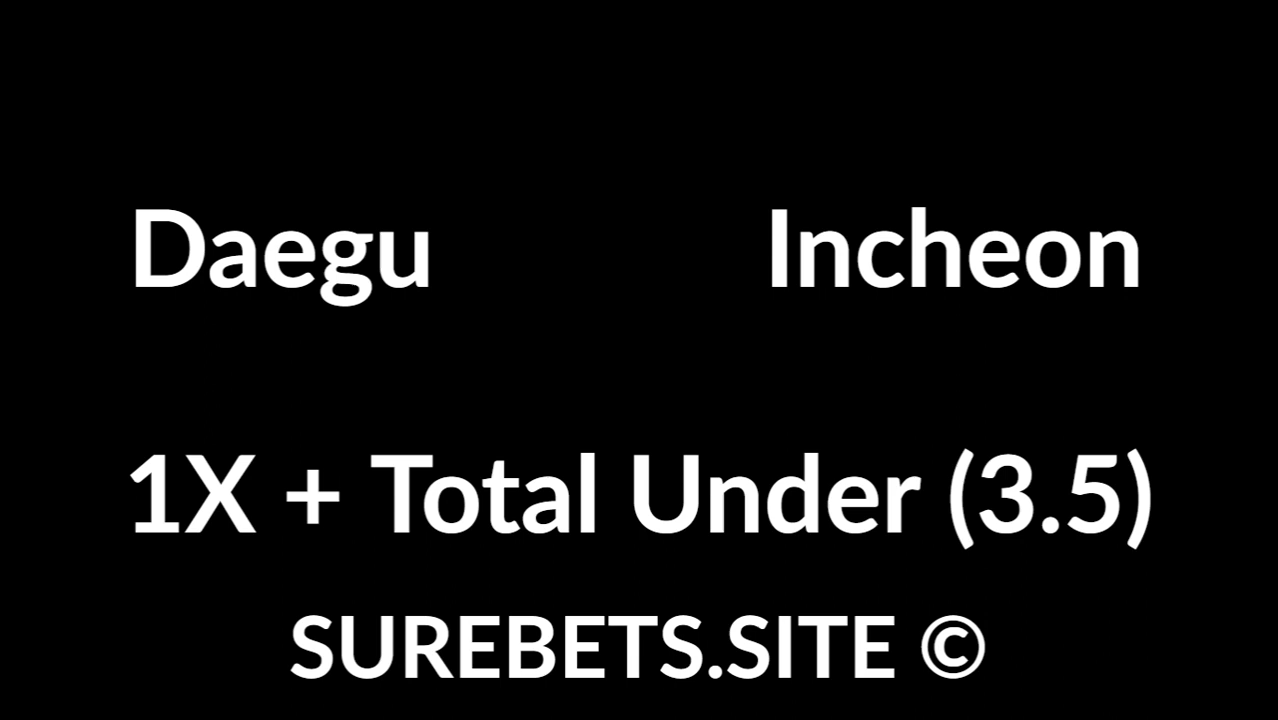 Daegu Incheon
1X + Total Under (3.5)
SUREBETS.SITE ©